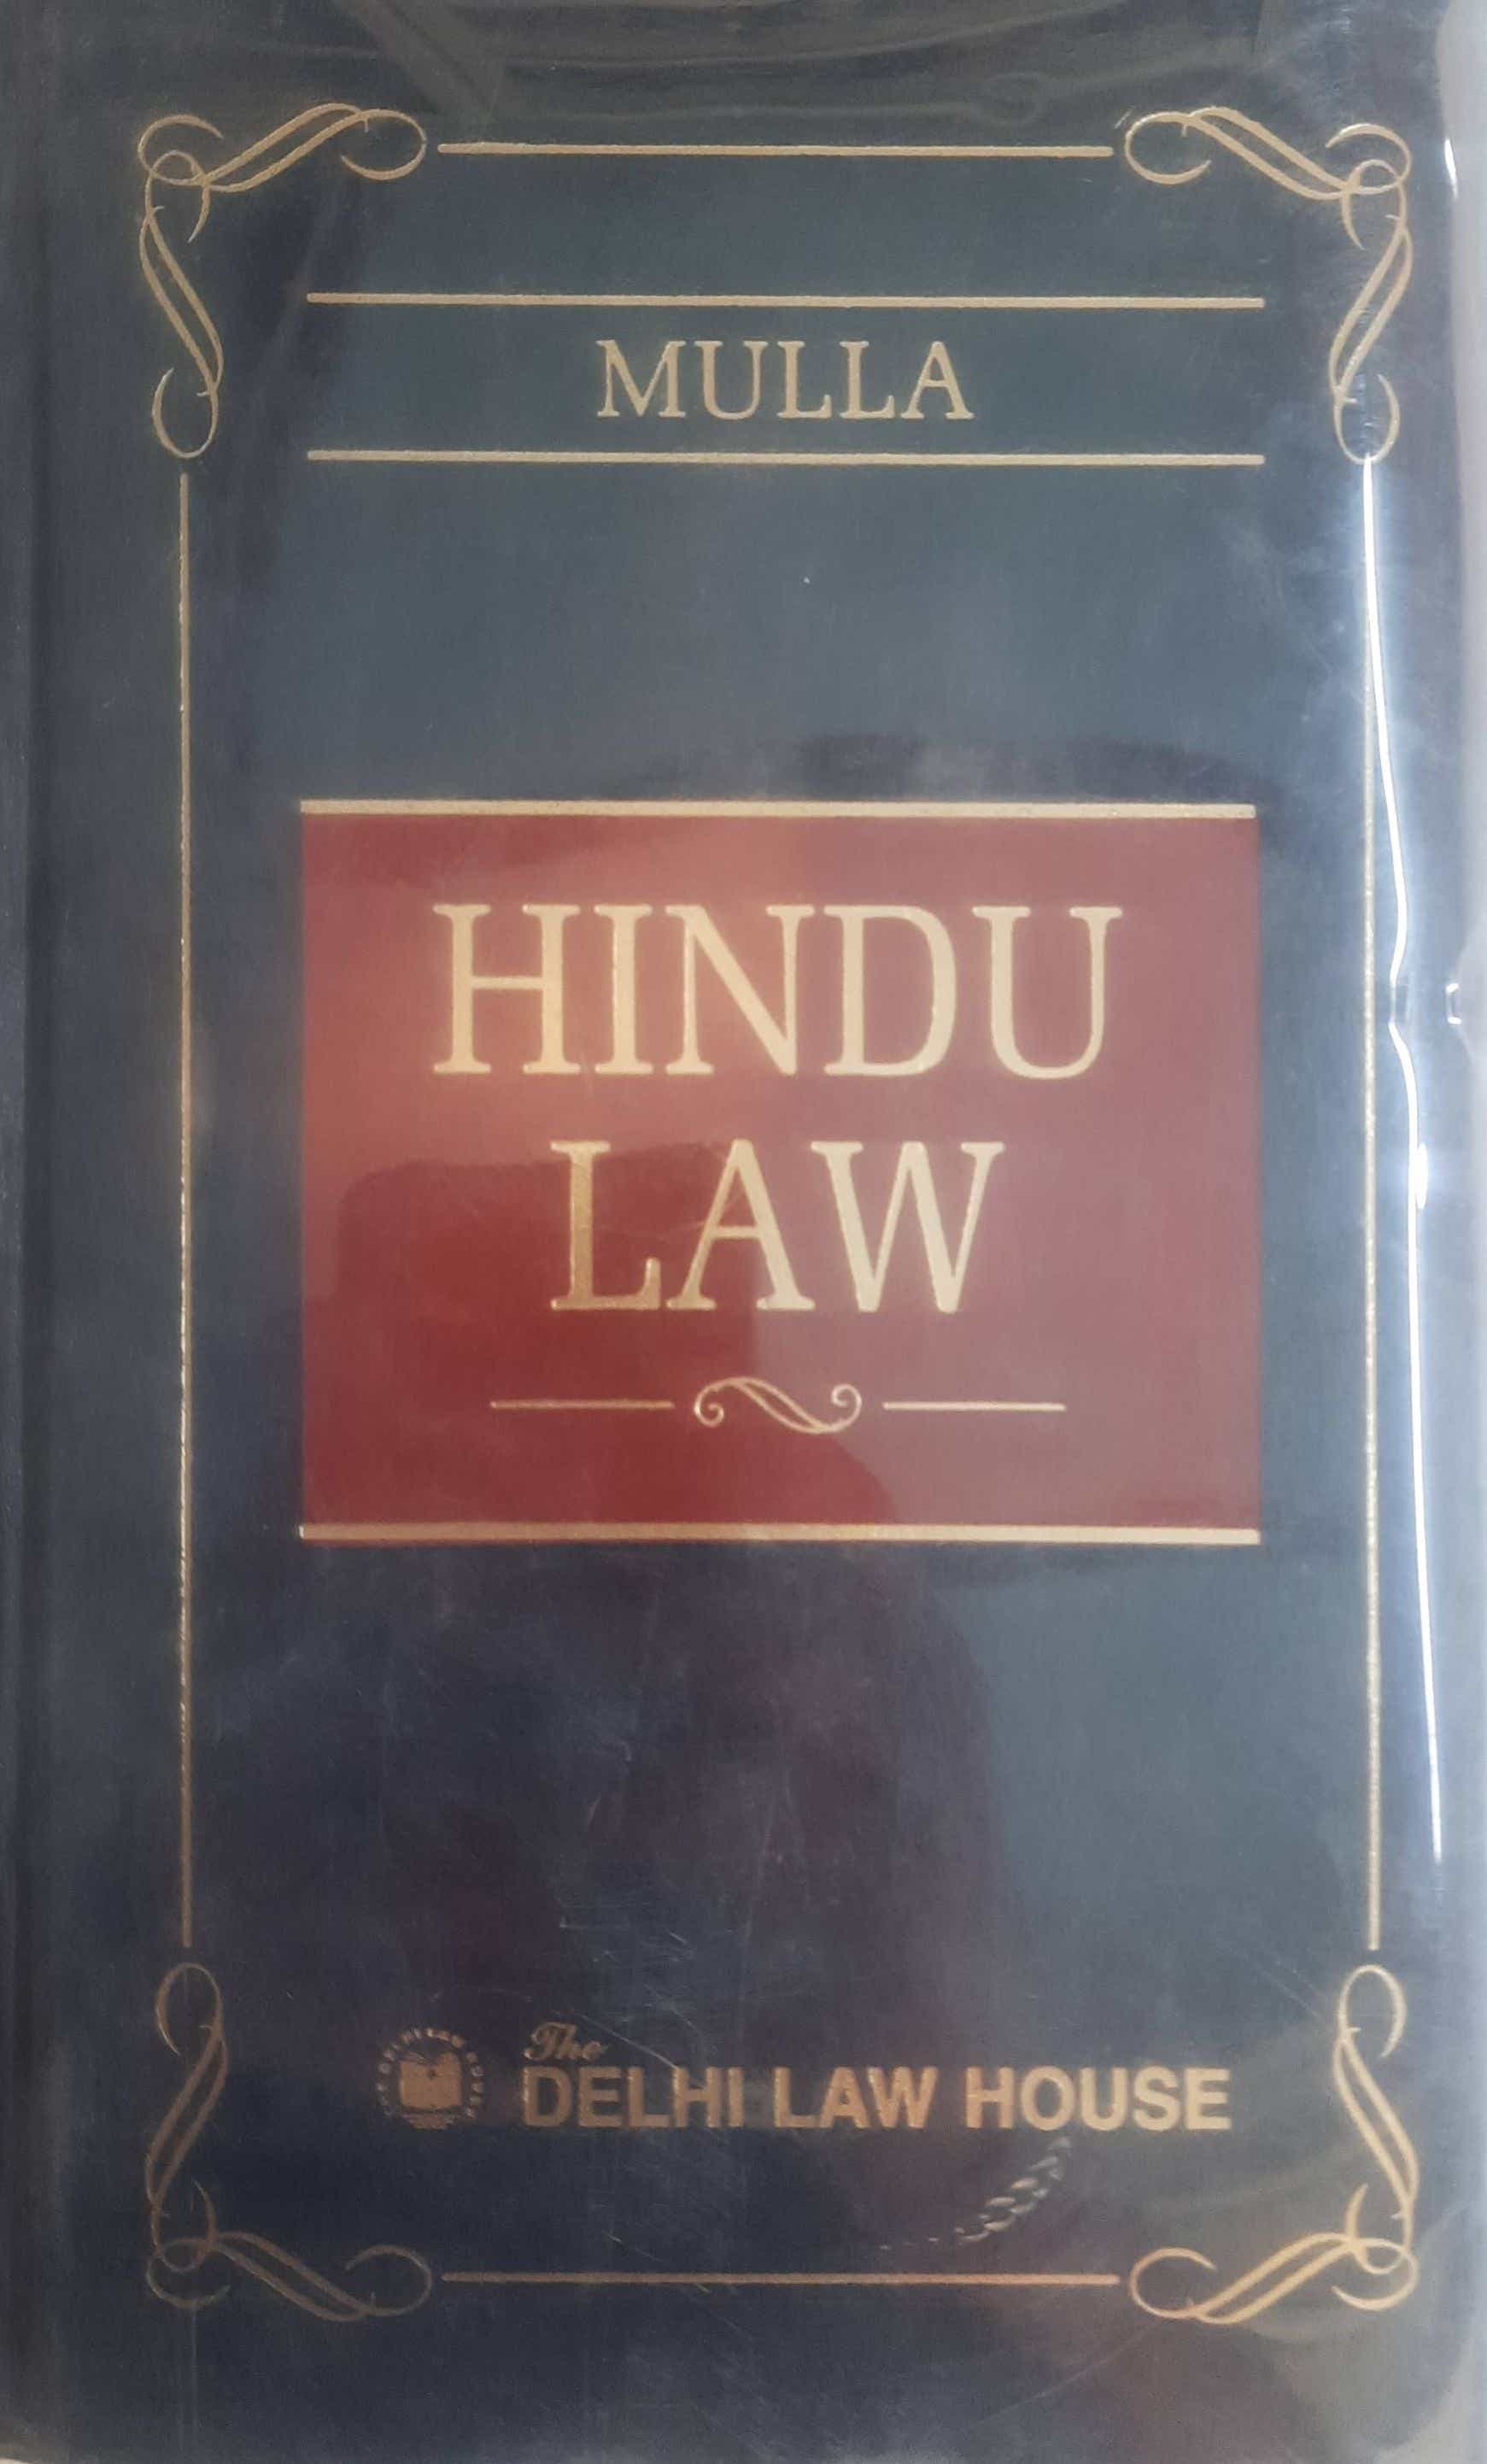 MULLA
HINDU
LAW
The
DELHI LAW HOUSE